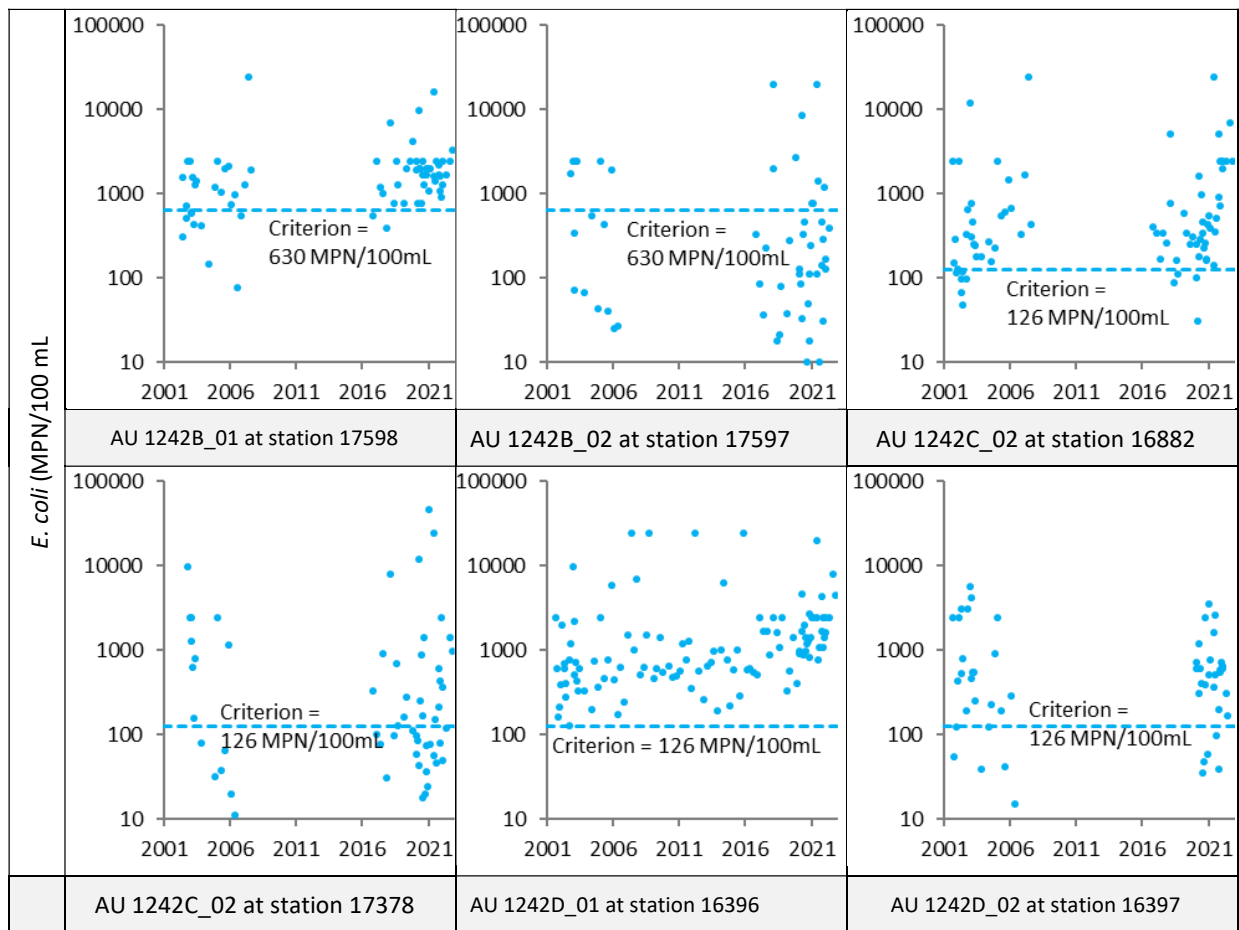 E. coli (MPN/100 mL
100000
10000
1000
100
10
2001 2006 2011 2016 2021
Criterion =
630 MPN/100mL
100000
10000
1000
100
10
2001 2006 2011 2016 2021
Criterion =
630 MPN/100mL
100000
10000
1000
100
10
2001 2006 2011 2016 2021
Criterion =
126 MPN/100mL
AU 1242B_01 at station 17598
AU 1242B_02 at station 17597
AU 1242C_02 at station 16882
100000
10000
1000
100
10
2001 2006 2011 2016 2021
Criterion =
126 MPN/100mL
100000
10000
1000
100
10
2001 2006 2011 2016 2021
Criterion = 126 MPN/100mL
100000
10000
1000
100
10
2001 2006 2011 2016 2021
Criterion =
126 MPN/100mL
AU 1242C_02 at station 17378
AU 1242D_01 at station 16396
AU 1242D_02 at station 16397